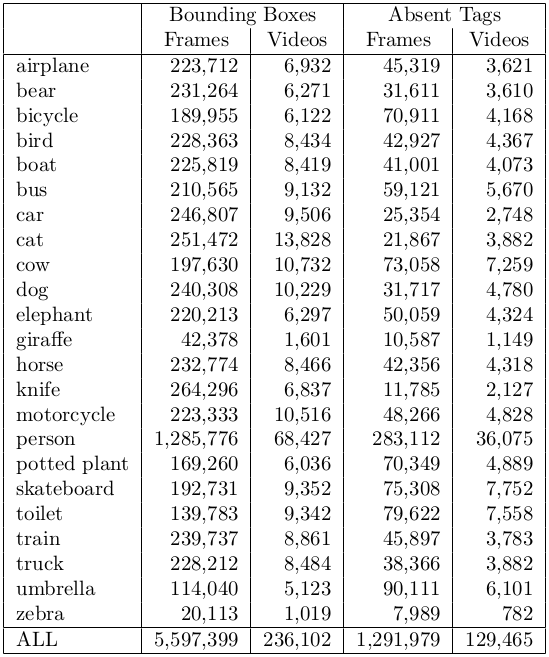 Bounding Boxes Absent Tags
Frames Videos Frames Videos
airplane 223,712 6,932 45,319 3,621
bear 231,264 6,271 31,611 3,610
bicycle 189,955 6,122 70,911 4,168
bird 228,363 8,434 42,927 4,367
boat 225,819 8,419 41,001 4,073
bus 210,565 9,132 59,121 5,670
car 246,807 9,506 25,354 2,748
cat 251,472 13,828 21,867 3,882
cow 197,630 10,732 73,058 7,259
dog 240,308 10,229 31,717 4,780
elephant 220,213 6,297 50,059 4,324
giraffe 42,378 1,601 10,587 1,149
horse 232,774 8,466 42,356 4,318
knife 264,296 6,837 11,785 2,127
motorcycle 223,333 10,516 48,266 4,828
person 1,285,776 68,427 283,112 36,075
potted plant 169,260 6,036 70,349 4,889
skateboard 192,731 9,352 75,308 7,752
toilet 139,783 9,342 79,622 7,558
train 239,737 8,861 45,897 3,783
truck 228,212 8,484 38,366 3,882
umbrella 114,040 5,123 90,111 6,101
zebra 20,113 1,019 7,989 782
ALL 5,597,399 236,102 1,291,979 129,465